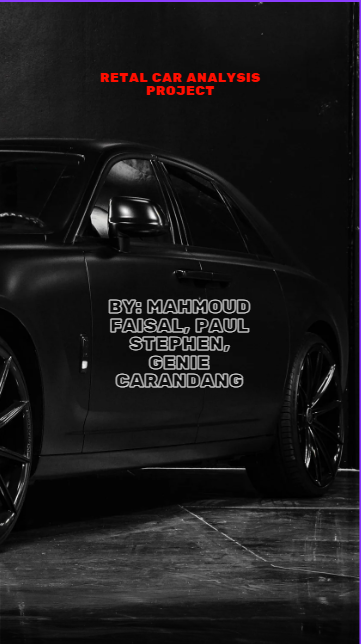 RETAL CAR ANALYSIS
PROJECT
BY: MAHMOUD
FAISAL, PAUL
STEPHEN,
GENIE
CARANDANG